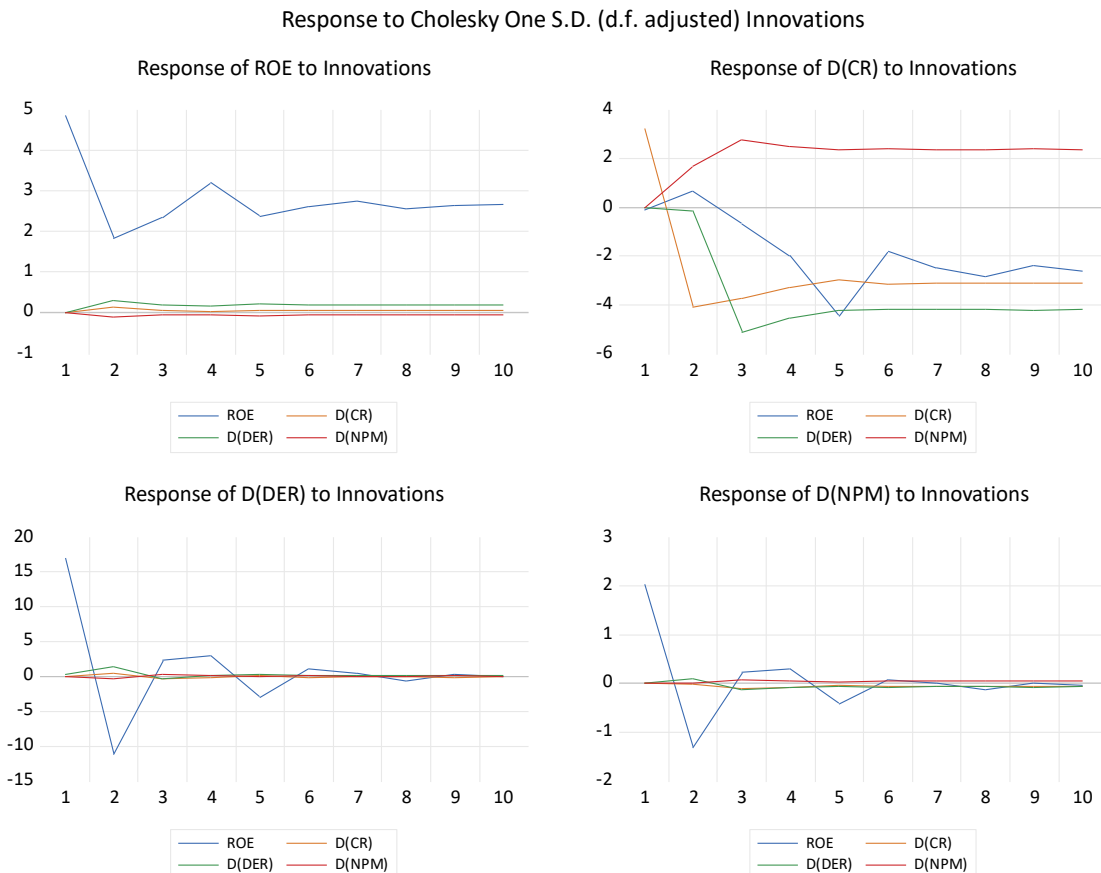 Response to Cholesky One S.D. (d.f. adjusted) Innovations
Response of ROE to Innovations
5
4
3
2
1
0
-1
1 2 3 4 5 6 7 8 9 10
ROE D(CR)
D(DER) D(NPM)
Response of D(CR) to Innovations
4
2
0
-2
-4
-6
1 2 3 4 5 6 7 8 9 10
ROE D(CR)
D(DER) D(NPM)
Response of D(DER) to Innovations
20
15
10
5
0
-5
-10
-15
1 2 3 4 5 6 7 8 9 10
ROE D(CR)
D(DER) D(NPM)
Response of D(NPM) to Innovations
3
2
1
0
-1
-2
1 2 3 4 5 6 7 8 9 10
ROE D(CR)
D(DER) D(NPM)